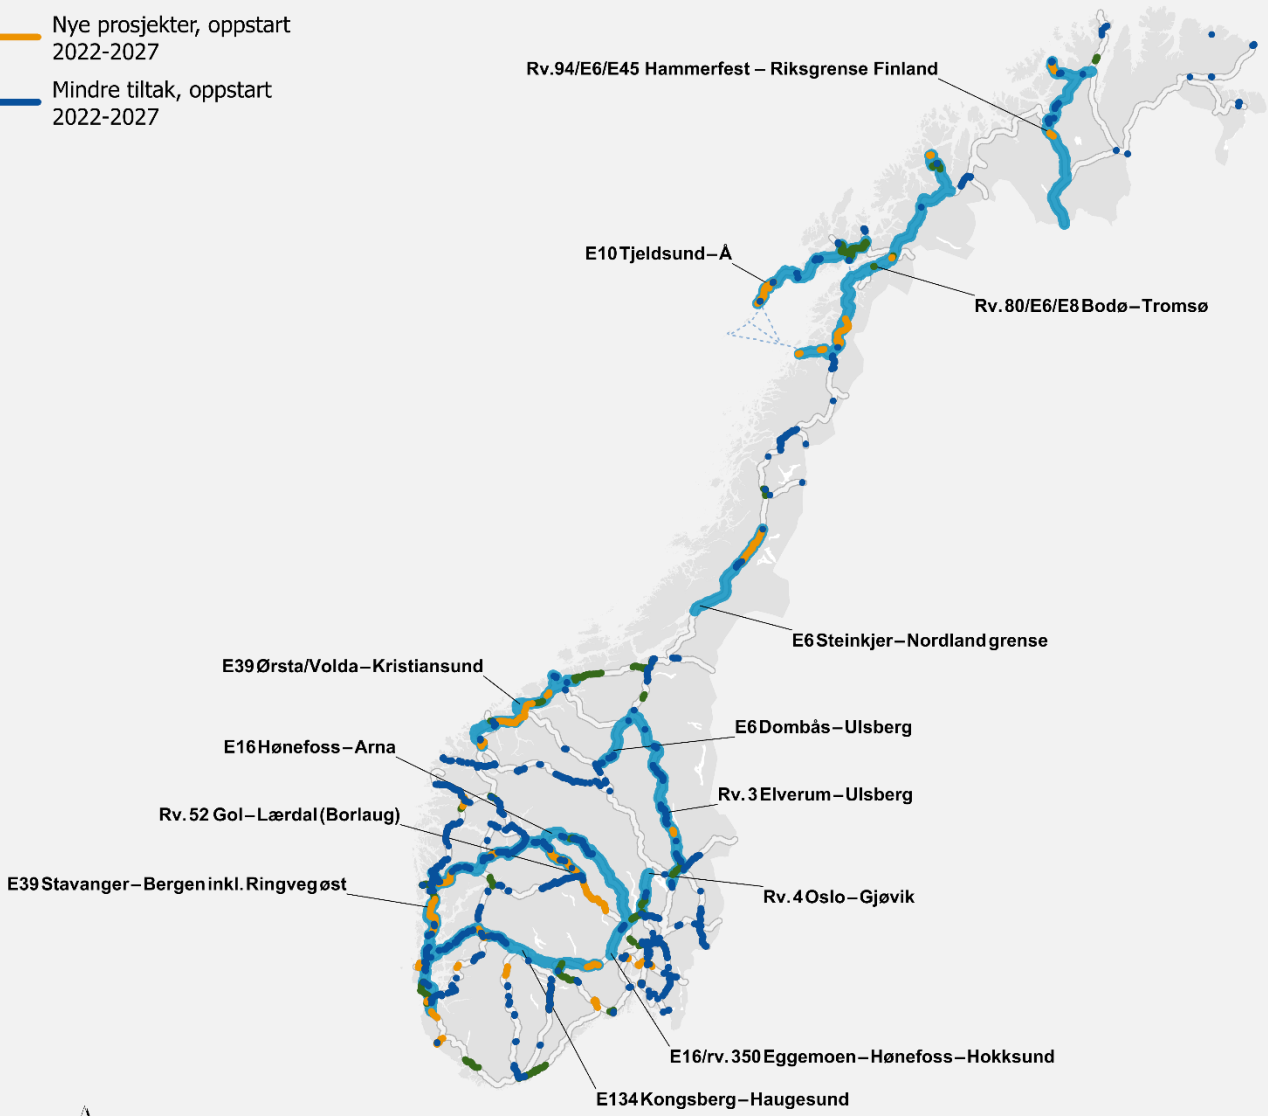 Nye prosjekter, oppstart
2022-2027
Mindre tiltak, oppstart
2022-2027
Rv.94/E6/E45 Hammerfest – Riksgrense Finland
E10 Tjeldsund – Å
Rv. 80/E6/E8 Bodø – Tromsø
E6 Steinkjer – Nordland grense
E39 Ørsta/Volda – Kristiansund
E6 Dombås – Ulsberg
E16 Hønefoss – Arna
Rv. 3 Elverum – Ulsberg
Rv. 52 Gol – Lærdal (Borlaug)
E39 Stavanger – Bergen inkl. Ringveg øst
Rv. 4 Oslo – Gjøvik
E16/rv. 350 Eggemoen – Hønefoss – Hokksund
E134 Kongsberg – Haugesund